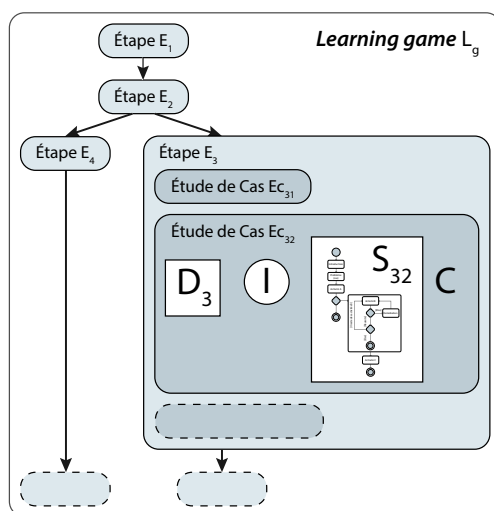 Learning game Lg
Étape E1
Étape E2
Étape E4
Étape E3
Étude de Cas Ec31
Étude de Cas Ec32
D3
I
S32
C